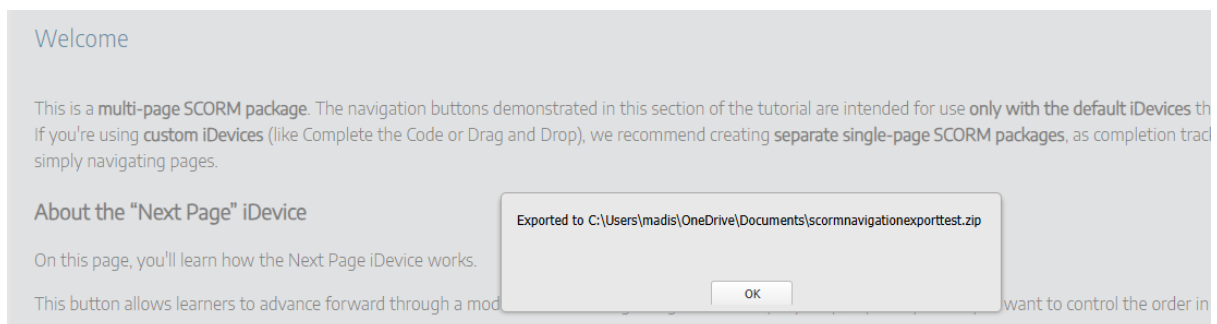 Welcome
This is a multi-page SCORM package. The navigation buttons demonstrated in this section of the tutorial are intended for use only with the default iDevices th
If you're using custom iDevices (like Complete the Code or Drag and Drop), we recommend creating separate single-page SCORM packages, as completion trac
simply navigating pages.
About the “Next Page” iDevice
Exported to C:\Users\madis\OneDrive\Documents\scormnavigationexporttest.zip
On this page, you'll learn how the Next Page iDevice works.
OK
This button allows learners to advance forward through a mod
want to control the order in